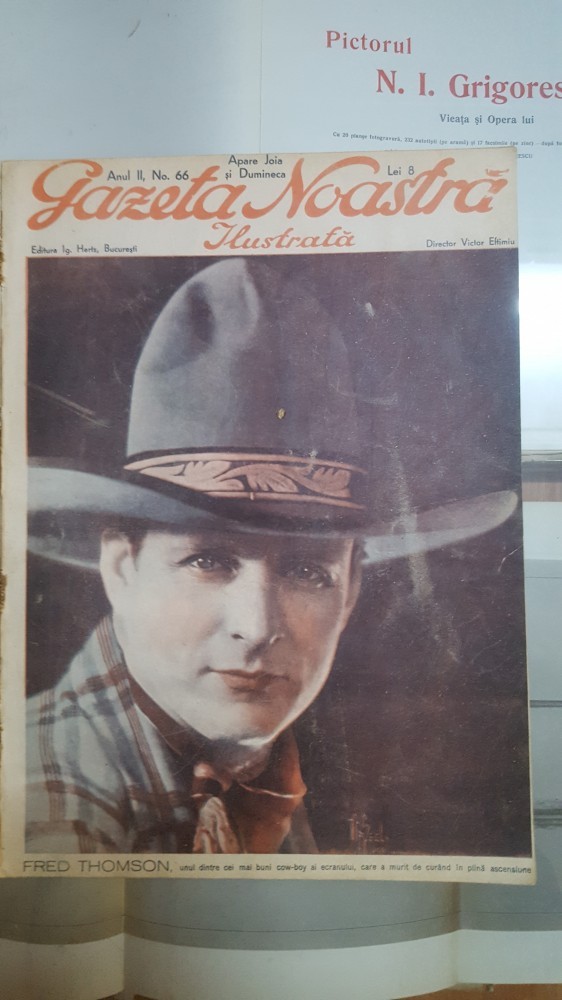 Pictorul
N. I. Grigores
Vieața și Opera lui
Apare Joia
Anul II, No. 66 și Dumineca Lei 8
Gazeta Noastră
Ilustrată
Editura Ig. Hertz, București Director Victor Eftimiu
FRED THOMSON, unul dintre cei mai buni cow-boy ai ecranului, care a murit de curând în plină ascensiune